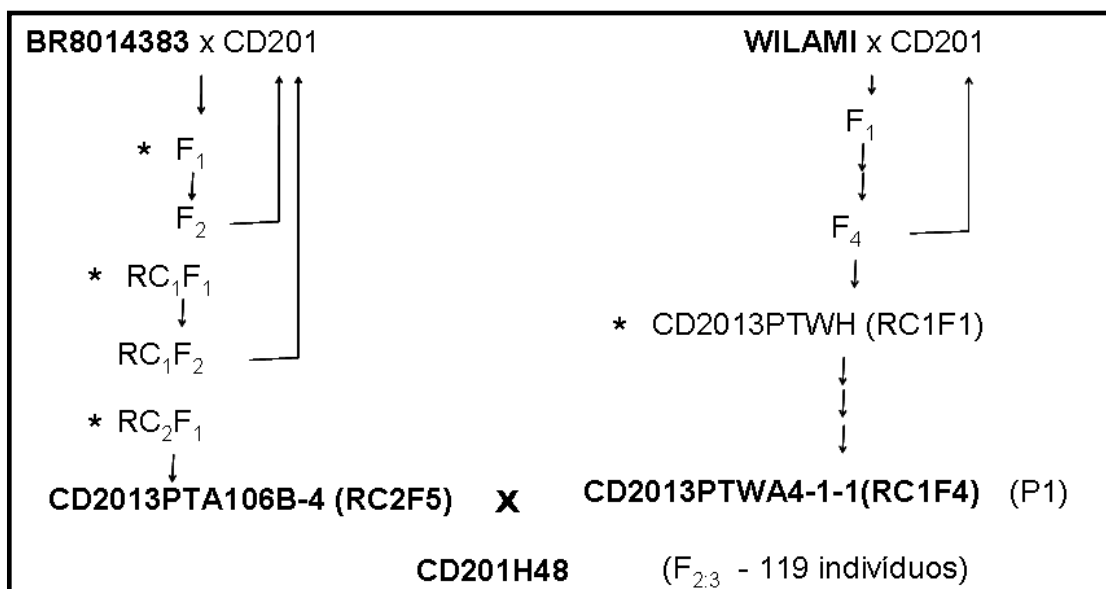 BR8014383 x CD201
F1
* F2
* RC1F1
RC1F2
* RC2F1
CD2013PTA106B-4 (RC2F5)
x
WILAMI x CD201
F1
F4
* CD2013PTWH (RC1F1)
CD2013PTWA4-1-1(RC1F4) (P1)
CD201H48 (F2:3 - 119 indivíduos)